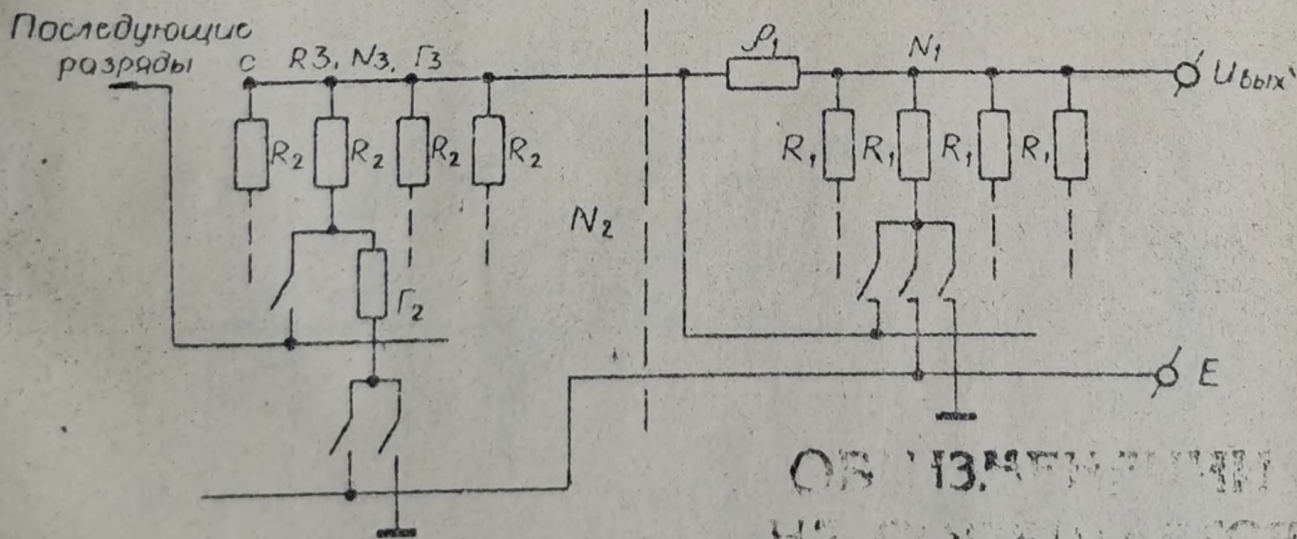 Последующие
разряды
c R3, N3, Г3
ρ₁
N₁
Uвых
R₂ R₂ R₂ R₂
R₁ R₁ R₁ R₁
N₂
Г₂
E